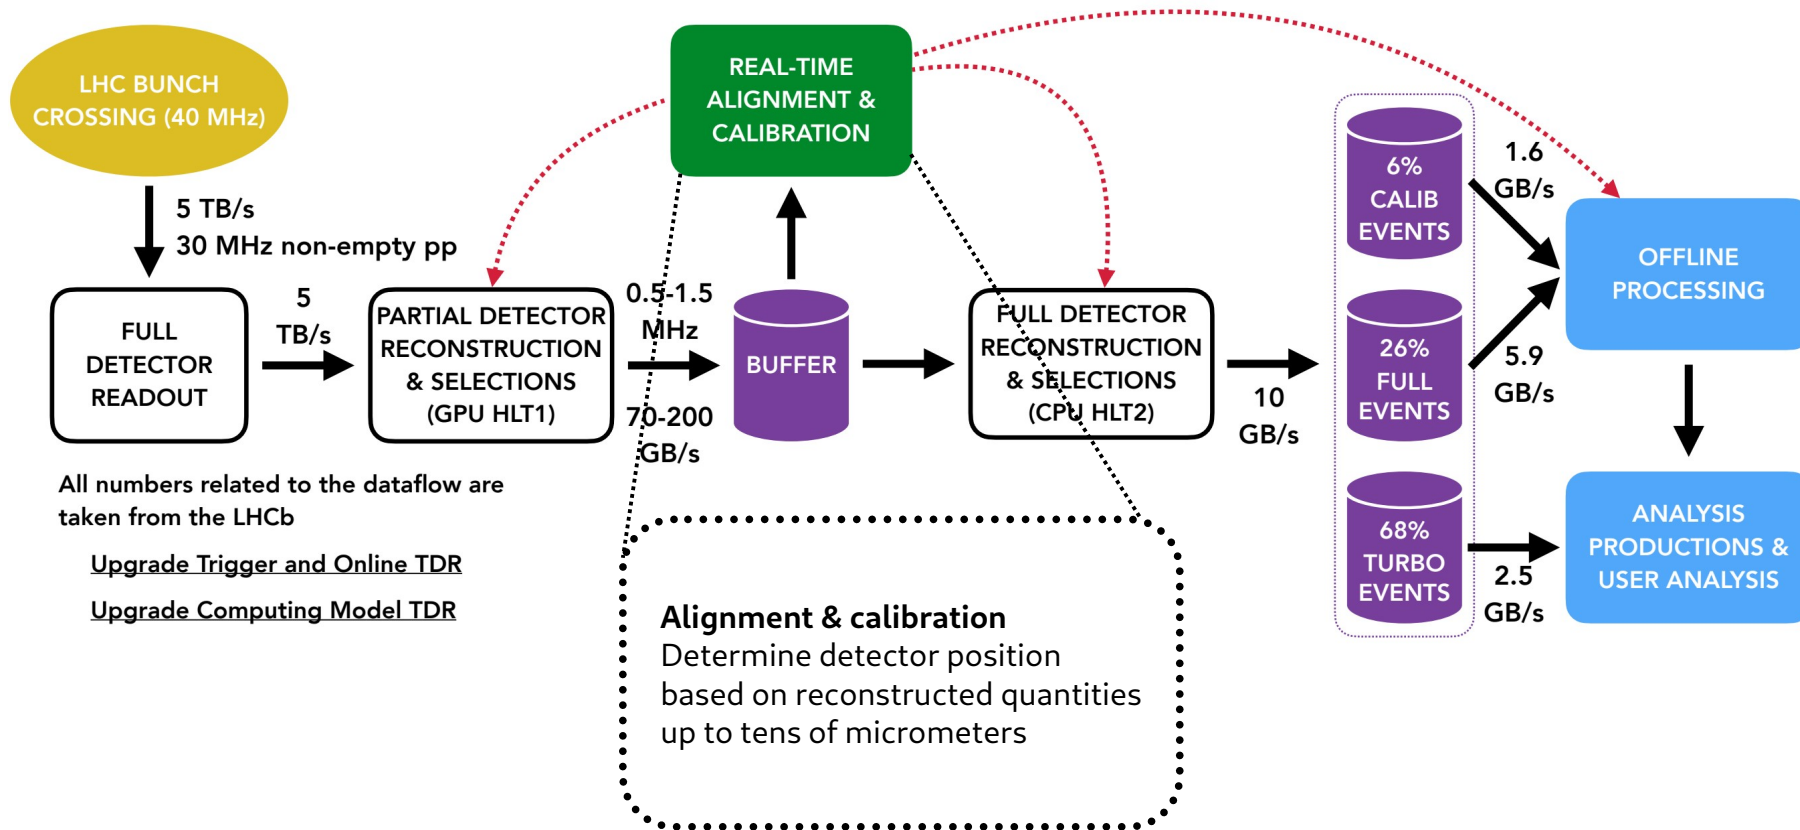 LHC BUNCH
CROSSING (40 MHz)
5 TB/s
30 MHz non-empty pp
FULL
DETECTOR
READOUT
5
TB/s
PARTIAL DETECTOR
RECONSTRUCTION
& SELECTIONS
(GPU HLT1)
0.5-1.5
MHz
70-200
GB/s
REAL-TIME
ALIGNMENT &
CALIBRATION
BUFFER
FULL DETECTOR
RECONSTRUCTION
& SELECTIONS
(CPU HLT2)
10
GB/s
6%
CALIB
EVENTS
26%
FULL
EVENTS
68%
TURBO
EVENTS
1.6
GB/s
5.9
GB/s
2.5
GB/s
OFFLINE
PROCESSING
ANALYSIS
PRODUCTIONS &
USER ANALYSIS
All numbers related to the dataflow are
taken from the LHCb
Upgrade Trigger and Online TDR
Upgrade Computing Model TDR
Alignment & calibration
Determine detector position
based on reconstructed quantities
up to tens of micrometers